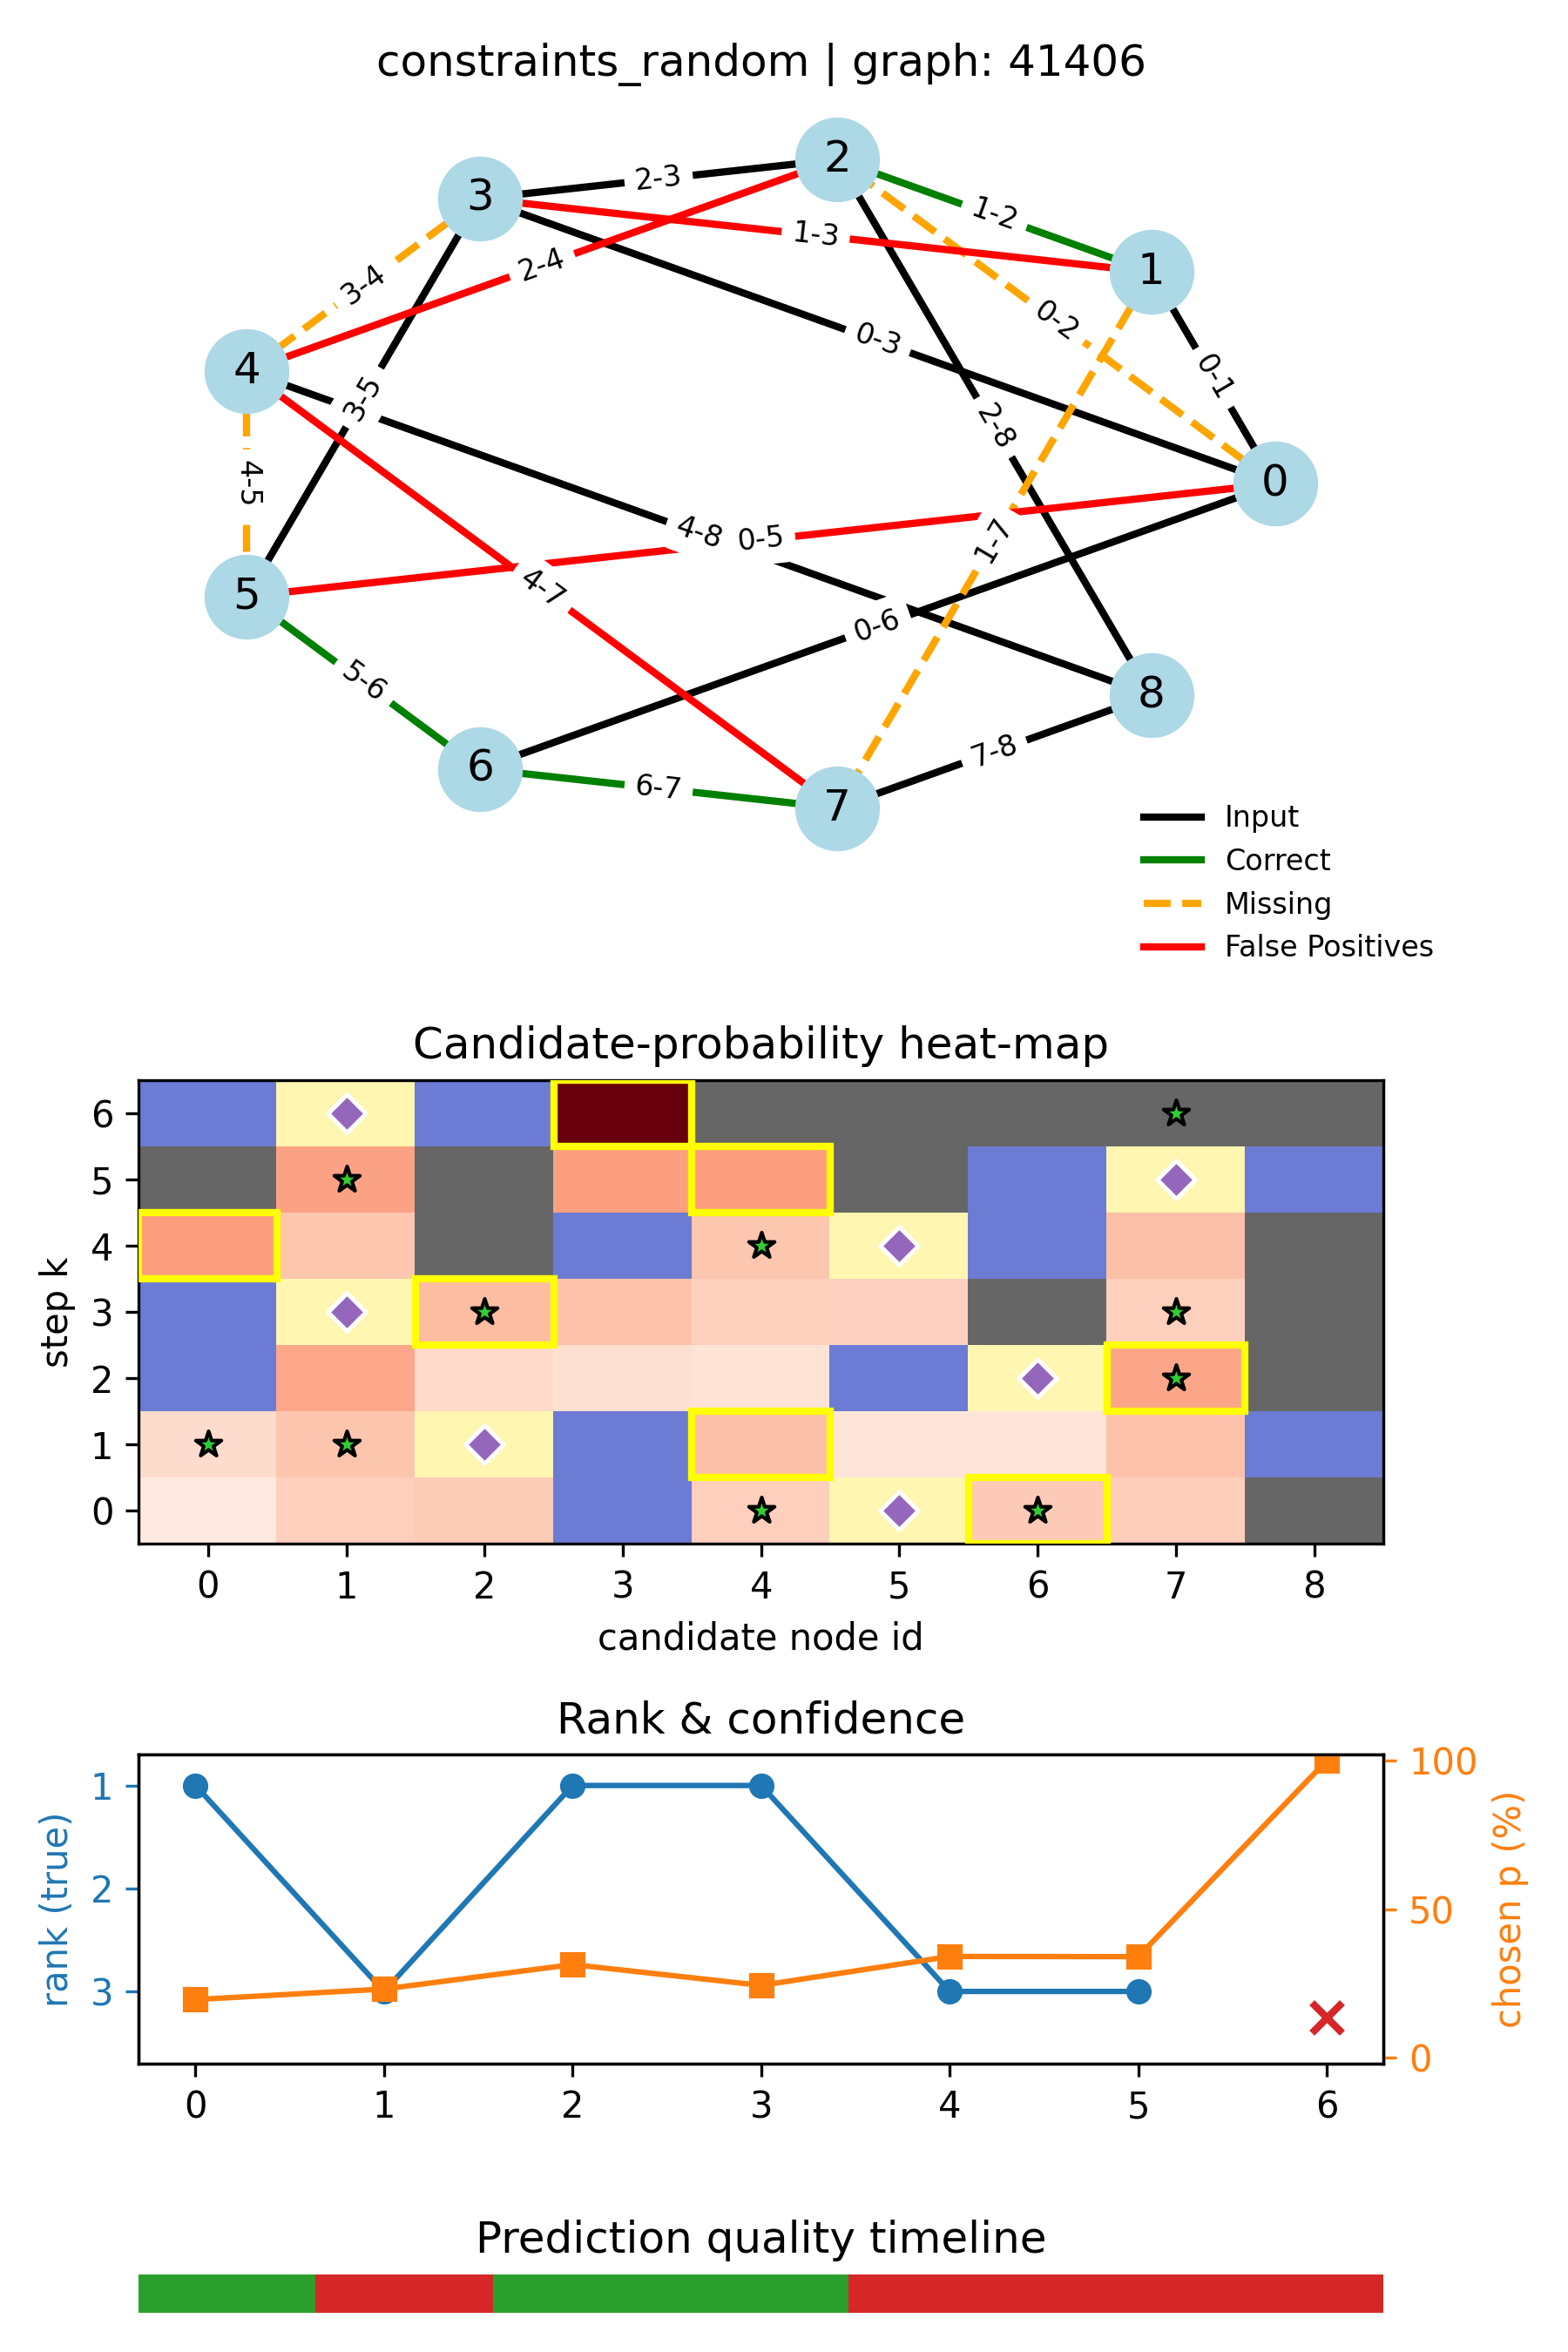 constraints_random | graph: 41406
2
3
2-3
1-2
1-3
1
2-4
3-4
0-2
0-3
0-1
4
3-5
2-8
4-5
0
4-8
0-5
1-7
4-7
5
0-6
5-6
8
7-8
6
6-7
7
Input
Correct
Missing
False Positives
Candidate-probability heat-map
6
5
4
3
2
1
0
step k
0 1 2 3 4 5 6 7 8
candidate node id
Rank & confidence
1
2
3
rank (true)
100
50
0
chosen p (%)
0 1 2 3 4 5 6
Prediction quality timeline